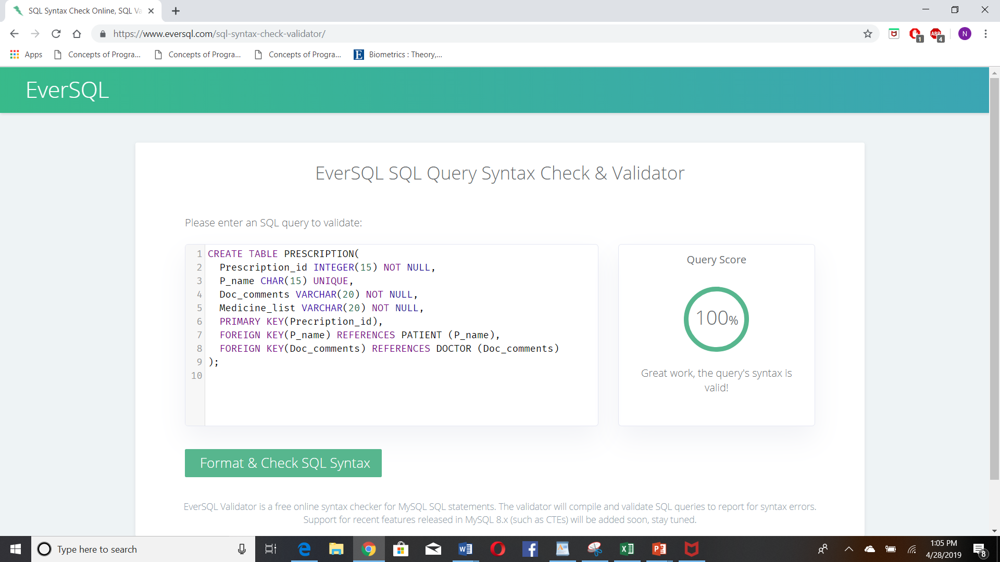 SQL Syntax Check Online, SQL Va
https://www.eversql.com/sql-syntax-check-validator/
1
ABP
4
N
Apps
Concepts of Progra...
Concepts of Progra...
Concepts of Progra...
E
Biometrics : Theory,...
EverSQL
EverSQL SQL Query Syntax Check & Validator
Please enter an SQL query to validate:
1 CREATE TABLE PRESCRIPTION(
2 Prescription_id INTEGER(15) NOT NULL,
3 P_name CHAR(15) UNIQUE,
4 Doc_comments VARCHAR(20) NOT NULL,
5 Medicine_list VARCHAR(20) NOT NULL,
6 PRIMARY KEY(Precription_id),
7 FOREIGN KEY(P_name) REFERENCES PATIENT (P_name),
8 FOREIGN KEY(Doc_comments) REFERENCES DOCTOR (Doc_comments)
9 );
10
Query Score
100%
Great work, the query's syntax is
valid!
Format & Check SQL Syntax
EverSQL Validator is a free online syntax checker for MySQL SQL statements. The validator will compile and validate SQL queries to report for syntax errors.
Support for recent features released in MySQL 8.x (such as CTEs) will be added soon, stay tuned.
Type here to search
1:05 PM
4/28/2019
8